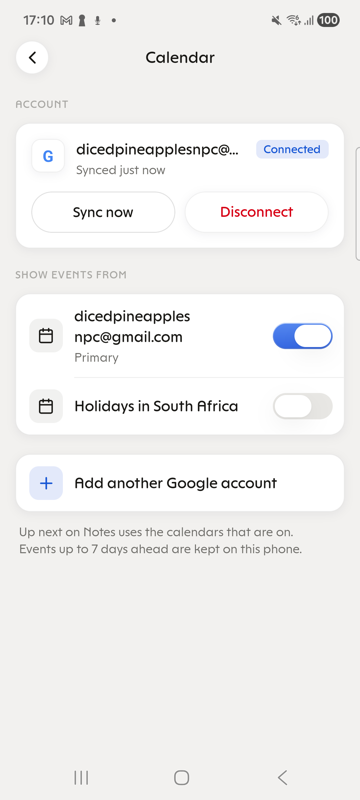 17:10
100
Calendar
ACCOUNT
G
dicedpineapplesnpc@...
Connected
Synced just now
Sync now
Disconnect
SHOW EVENTS FROM
dicedpineapples
npc@gmail.com
Primary
Holidays in South Africa
Add another Google account
Up next on Notes uses the calendars that are on.
Events up to 7 days ahead are kept on this phone.